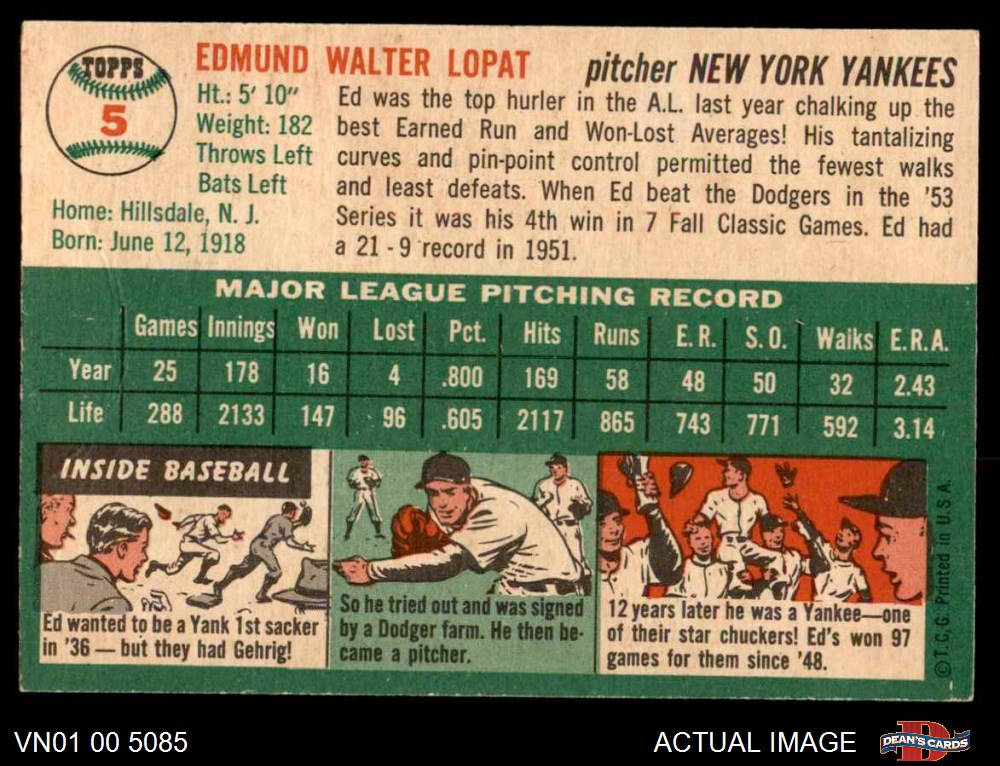 TOPPS
5
EDMUND WALTER LOPAT
pitcher NEW YORK YANKEES
Ht.: 5' 10"
Weight: 182
Throws Left
Bats Left
Home: Hillsdale, N. J.
Born: June 12, 1918
Ed was the top hurler in the A.L. last year chalking up the
best Earned Run and Won-Lost Averages! His tantalizing
curves and pin-point control permitted the fewest walks
and least defeats. When Ed beat the Dodgers in the '53
Series it was his 4th win in 7 Fall Classic Games. Ed had
a 21 - 9 record in 1951.
MAJOR LEAGUE PITCHING RECORD
Games Innings Won Lost Pct. Hits Runs E. R. S. O. Walks E.R.A.
Year 25 178 16 4 .800 169 58 48 50 32 2.43
Life 288 2133 147 96 .605 2117 865 743 771 592 3.14
INSIDE BASEBALL
Ed wanted to be a Yank 1st sacker
in '36 — but they had Gehrig!
So he tried out and was signed
by a Dodger farm. He then be-
came a pitcher.
12 years later he was a Yankee—one
of their star chuckers! Ed's won 97
games for them since '48.
© T. C. G. Printed in U. S. A.
VN01 00 5085
ACTUAL IMAGE
D
DEAN'S CARDS